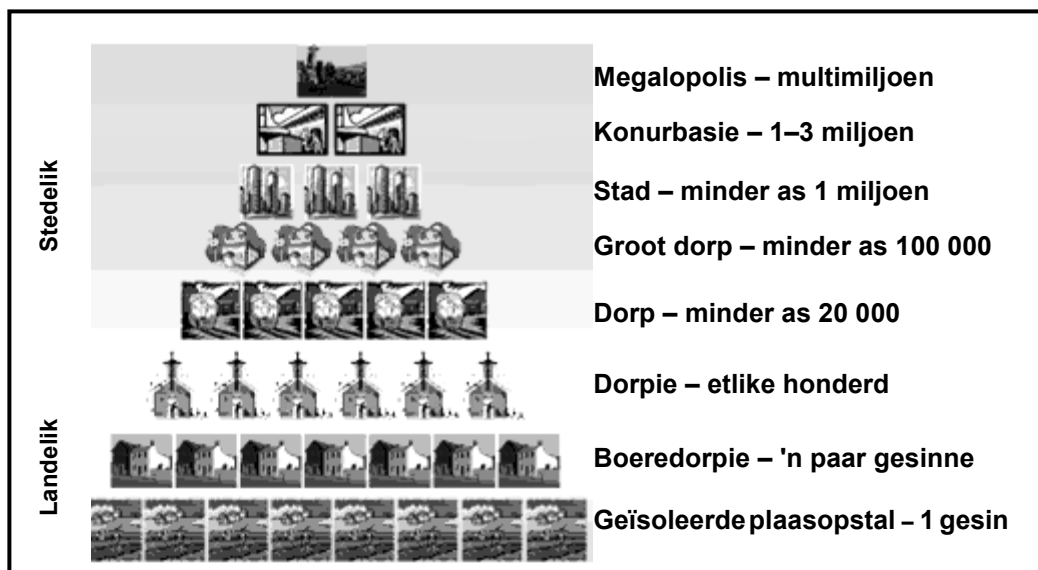 Megalopolis – multimiljoen
Konurbasie – 1–3 miljoen
Stad – minder as 1 miljoen
Groot dorp – minder as 100 000
Dorp – minder as 20 000
Dorpie – etlike honderd
Boeredorpie – 'n paar gesinne
Geïsoleerde plaasopstal – 1 gesin
Stedelik
Landelik